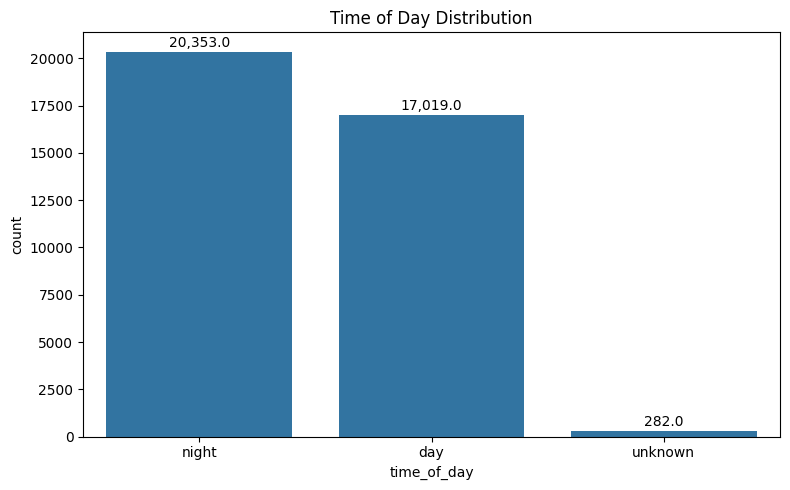 Time of Day Distribution
20,353.0
17,019.0
282.0
20000
17500
15000
12500
10000
7500
5000
2500
0
count
night
day
unknown
time_of_day